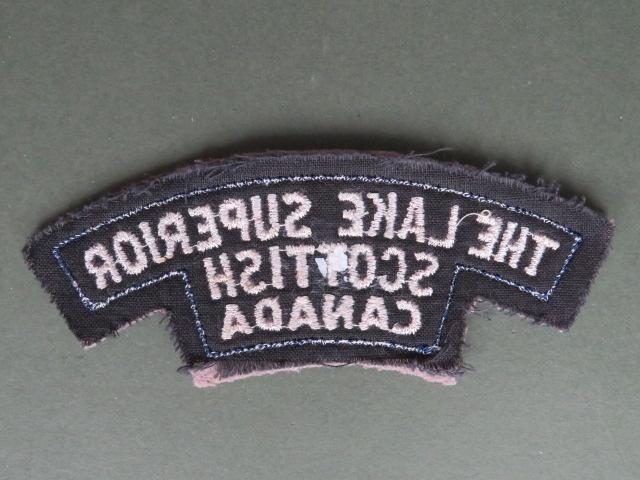 THE LAKE SUPERIOR
SCOTTISH
CANADA